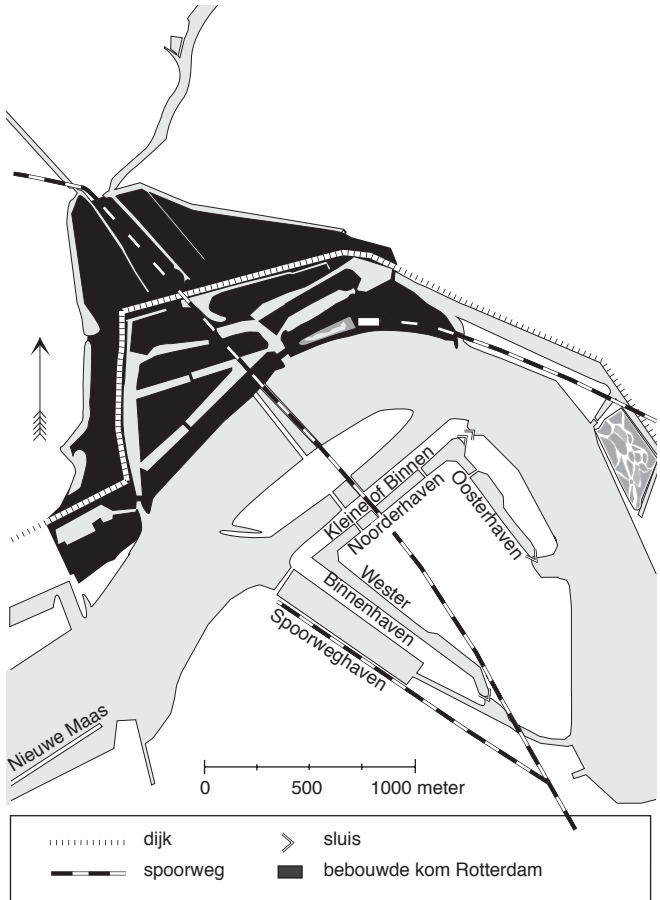 Kleine of Binnen
Noorderhaven
Oosterhaven
Wester
Binnenhaven
Spoorweghaven
Nieuwe Maas
0 500 1000 meter
dijk
sluis
spoorweg
bebouwde kom Rotterdam